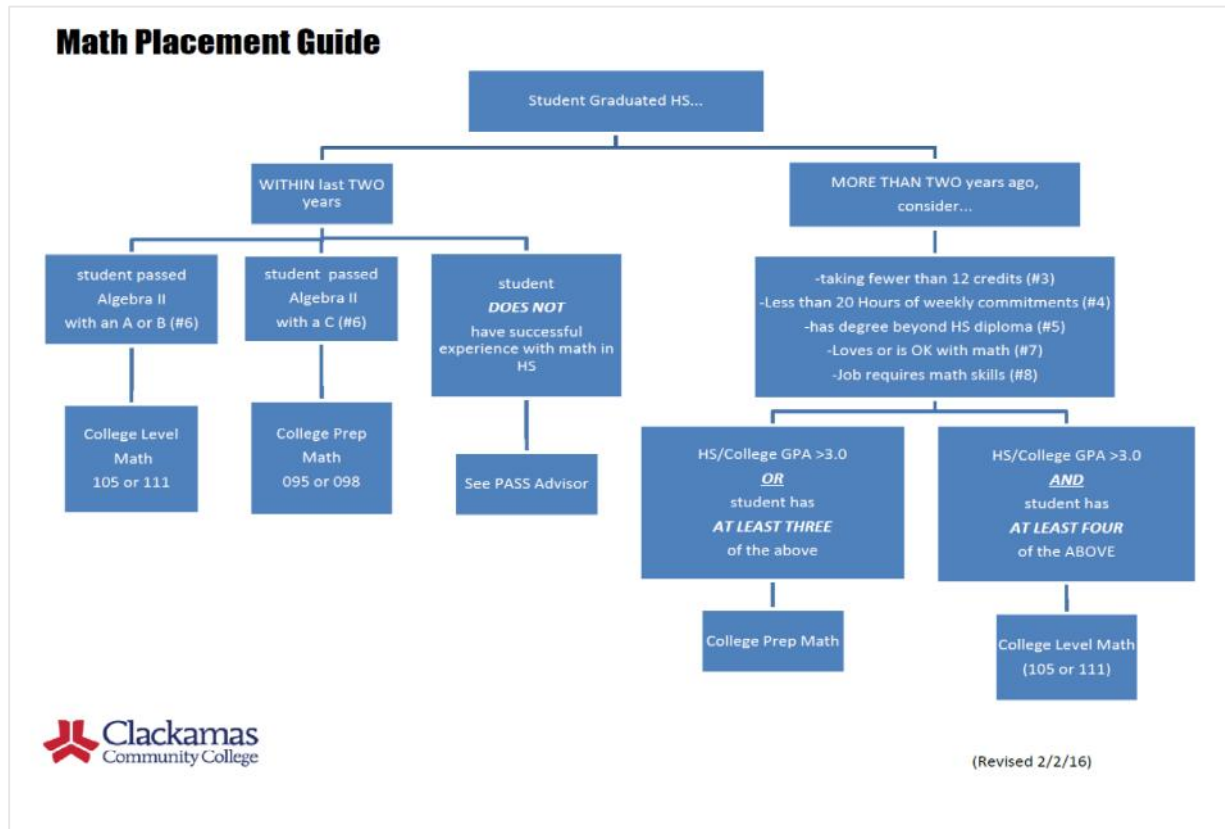 Math Placement Guide
Student Graduated HS...
WITHIN last TWO
years
MORE THAN TWO years ago,
consider...
student passed
Algebra II
with an A or B (#6)
student passed
Algebra II
with a C (#6)
student
DOES NOT
have successful
experience with math in
HS
-taking fewer than 12 credits (#3)
-Less than 20 Hours of weekly commitments (#4)
-has degree beyond HS diploma (#5)
-Loves or is OK with math (#7)
-Job requires math skills (#8)
College Level
Math
105 or 111
College Prep
Math
095 or 098
See PASS Advisor
HS/College GPA >3.0
OR
student has
AT LEAST THREE
of the above
HS/College GPA >3.0
AND
student has
AT LEAST FOUR
of the ABOVE
College Prep Math
College Level Math
(105 or 111)
Clackamas
Community College
(Revised 2/2/16)